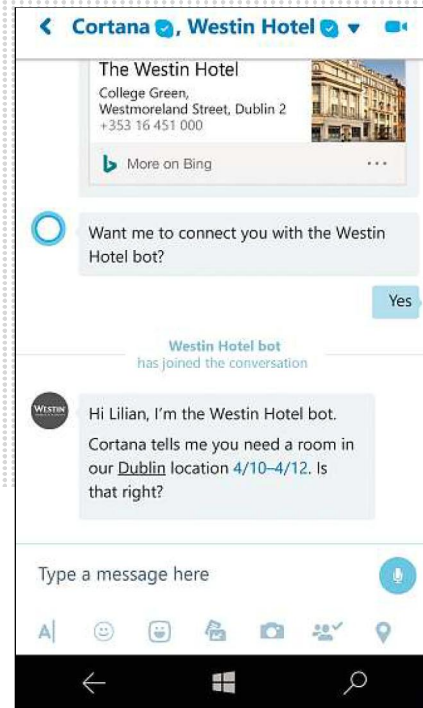 Cortana, Westin Hotel
The Westin Hotel
College Green,
Westmoreland Street, Dublin 2
+353 16 451 000
More on Bing
Want me to connect you with the Westin
Hotel bot?
Yes
Westin Hotel bot
has joined the conversation
WESTIN
Hi Lilian, I'm the Westin Hotel bot.
Cortana tells me you need a room in
our Dublin location 4/10–4/12. Is
that right?
Type a message here
A|